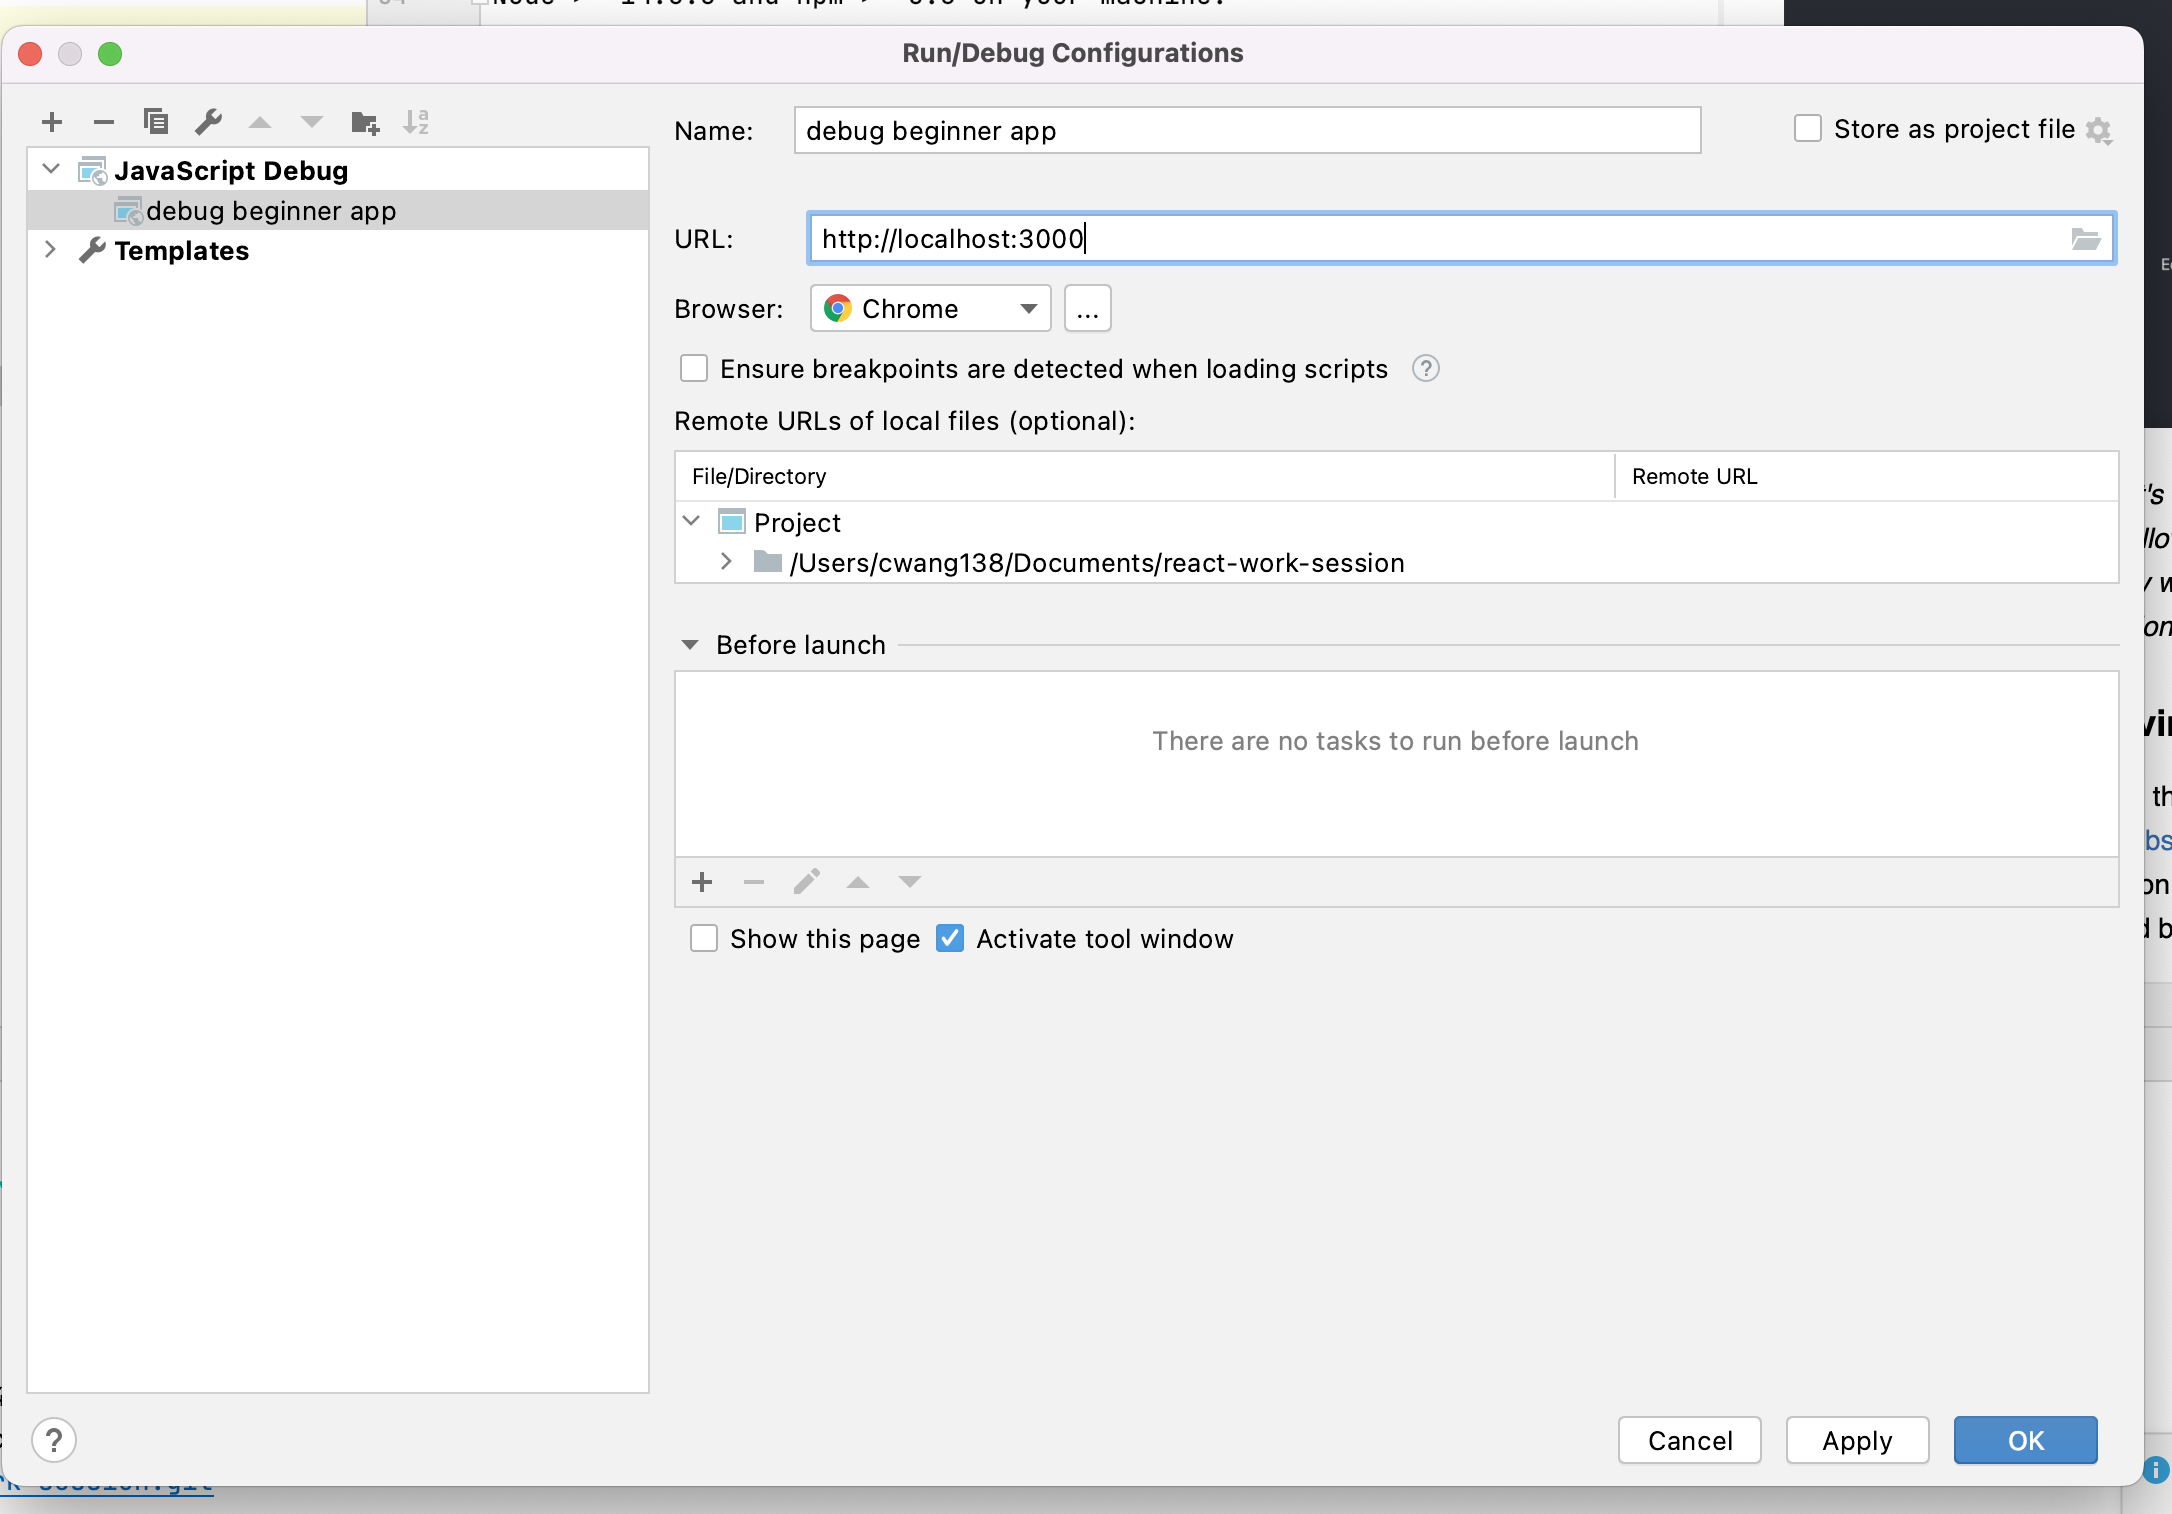 Run/Debug Configurations
JavaScript Debug
debug beginner app
Templates
Name: debug beginner app
Store as project file
URL: http://localhost:3000
Browser: Chrome ...
Ensure breakpoints are detected when loading scripts ?
Remote URLs of local files (optional):
File/Directory Remote URL
Project
/Users/cwang138/Documents/react-work-session
Before launch
There are no tasks to run before launch
Show this page Activate tool window
? Cancel Apply OK